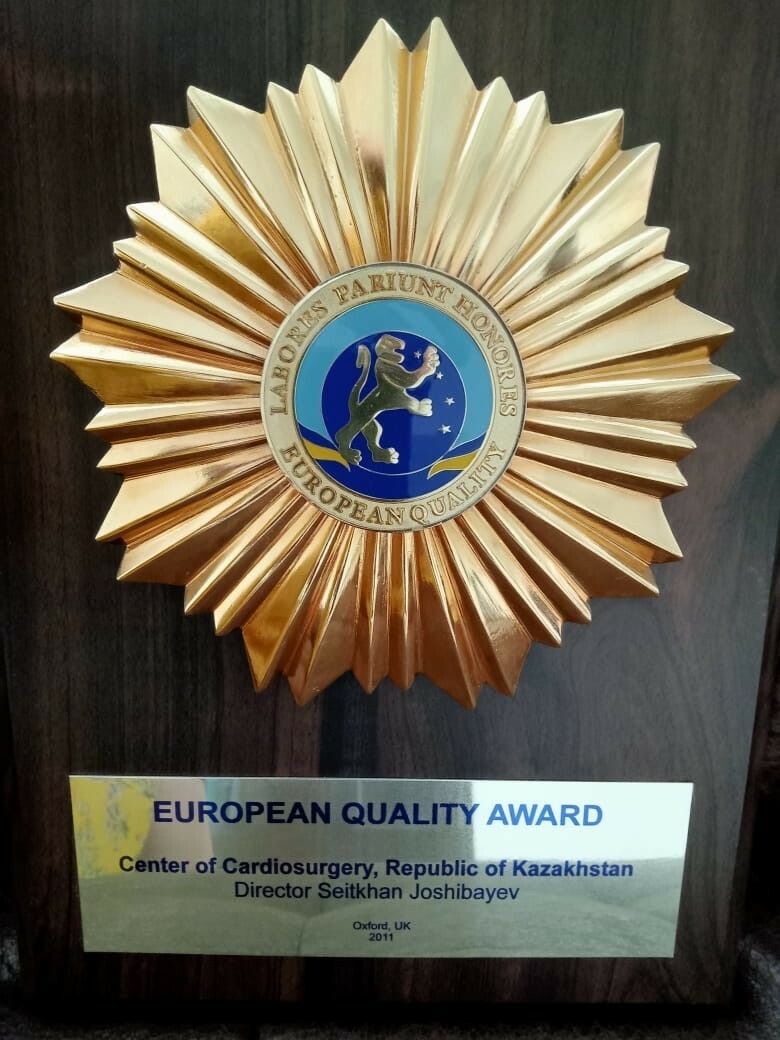 LABORES PARIUNT HONORES
EUROPEAN QUALITY
EUROPEAN QUALITY AWARD
Center of Cardiosurgery, Republic of Kazakhstan
Director Seitkhan Joshibayev
Oxford, UK
2011